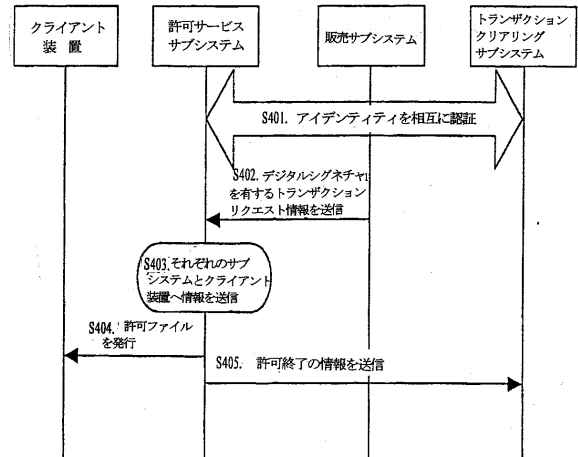 クライアント
装 置
許可サービス
サブシステム
販売サブシステム
トランザクション
クリアリング
サブシステム
S401. アイデンティティを相互に認証
S402. デジタルシグネチャ
を有するトランザクション
リクエスト情報を送信
S403.それぞれのサブ
システムとクライアント
装置へ情報を送信
S404. 許可ファイル
を発行
S405. 許可終了の情報を送信